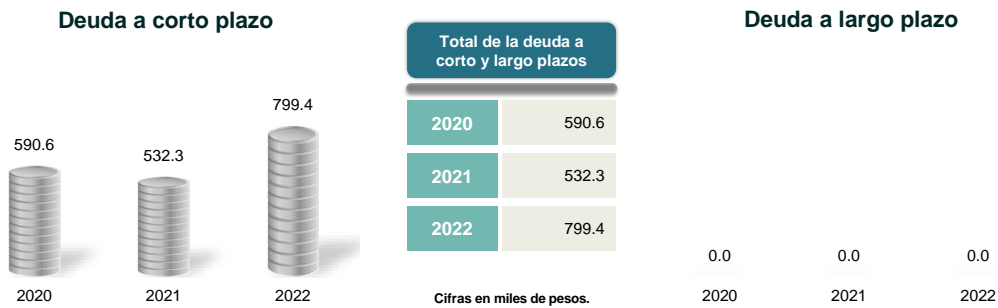 Deuda a corto plazo
799.4
590.6
532.3
2020 2021 2022
Total de la deuda a
corto y largo plazos
2020 590.6
2021 532.3
2022 799.4
Cifras en miles de pesos.
Deuda a largo plazo
0.0 0.0 0.0
2020 2021 2022